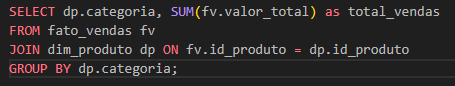 SELECT dp.categoria, SUM(fv.valor_total) as total_vendas
FROM fato_vendas fv
JOIN dim_produto dp ON fv.id_produto = dp.id_produto
GROUP BY dp.categoria;